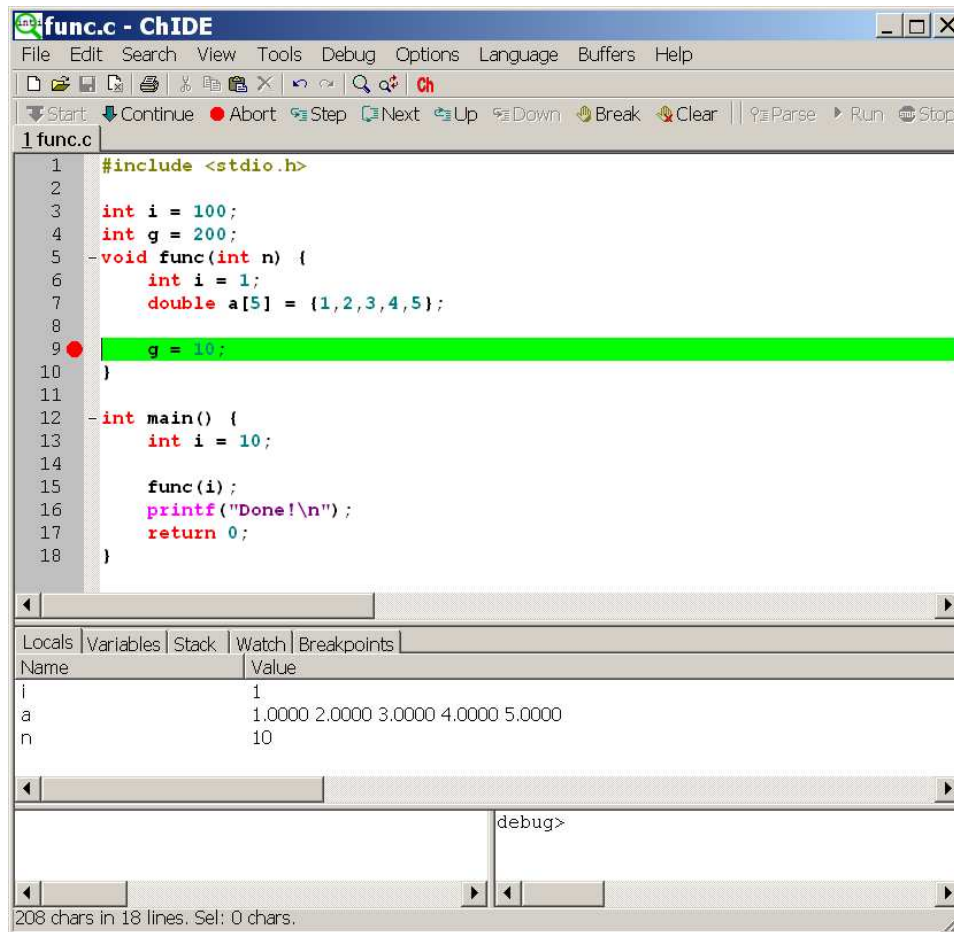 func.c - ChIDE
File Edit Search View Tools Debug Options Language Buffers Help
Ch
Start Continue Abort Step Next Up Down Break Clear Parse Run Stop
1 func.c
1 #include <stdio.h>
2
3 int i = 100;
4 int g = 200;
5 -void func(int n) {
6 int i = 1;
7 double a[5] = {1,2,3,4,5};
8
9 g = 10;
10 }
11
12 -int main() {
13 int i = 10;
14
15 func(i);
16 printf("Done!\n");
17 return 0;
18 }
Locals Variables Stack Watch Breakpoints
Name Value
i 1
a 1.0000 2.0000 3.0000 4.0000 5.0000
n 10
debug>
208 chars in 18 lines. Sel: 0 chars.